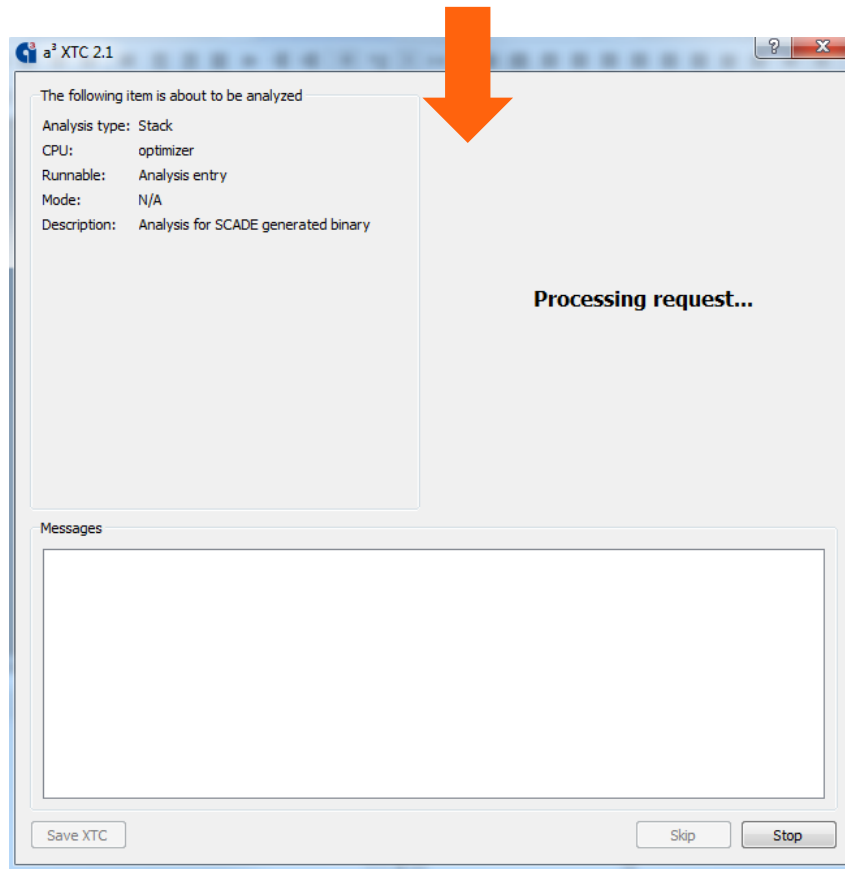 a³ XTC 2.1
The following item is about to be analyzed
Analysis type: Stack
CPU: optimizer
Runnable: Analysis entry
Mode: N/A
Description: Analysis for SCADE generated binary
Processing request...
Messages
Save XTC
Skip
Stop